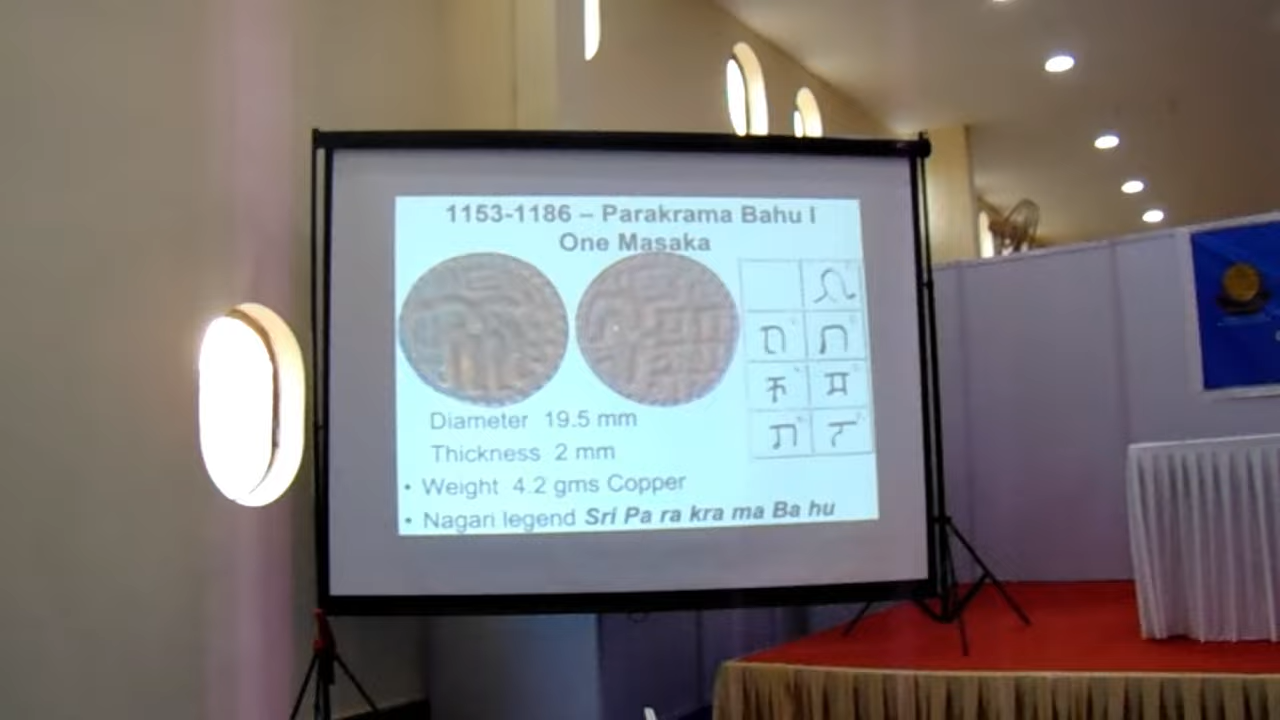 1153-1186 – Parakrama Bahu I
One Masaka
Diameter 19.5 mm
Thickness 2 mm
• Weight 4.2 gms Copper
• Nagari legend Sri Pa ra kra ma Ba hu